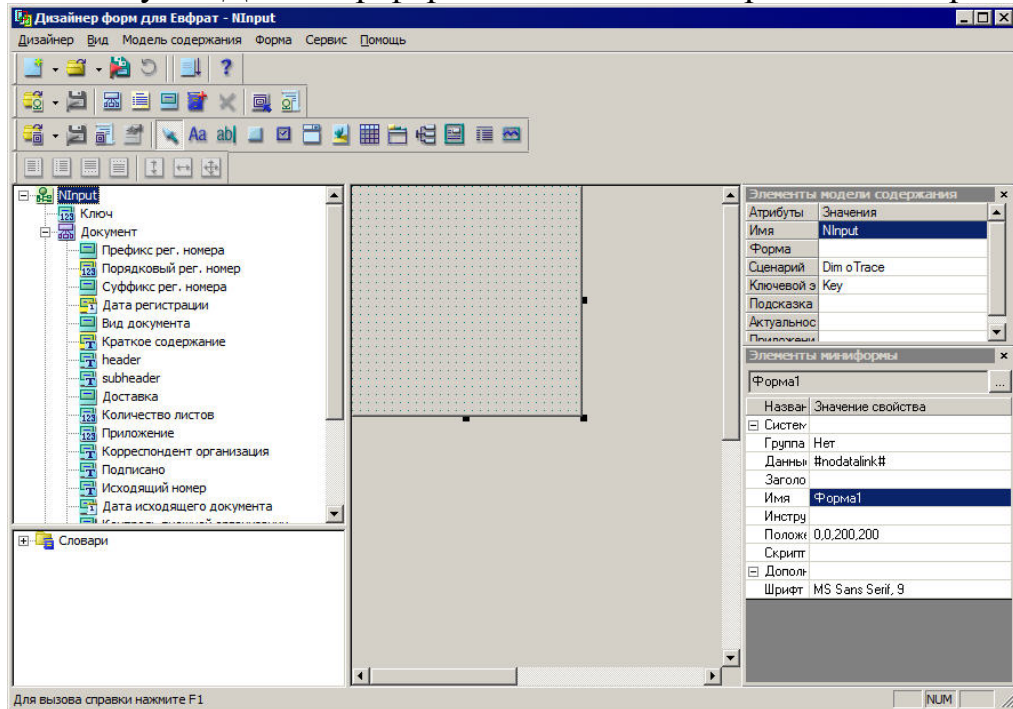 Дизайнер форм для Евфрат - NInput
Дизайнер Вид Модель содержания Форма Сервис Помощь
Aa ab|
NInput
Ключ
Документ
Префикс рег. номера
Порядковый рег. номер
Суффикс рег. номера
Дата регистрации
Вид документа
Краткое содержание
header
subheader
Доставка
Количество листов
Приложение
Корреспондент организация
Подписано
Исходящий номер
Дата исходящего документа
Словари
Элементы модели содержания
Атрибуты Значения
Имя NInput
Форма
Сценарий Dim oTrace
Ключевой э Key
Подсказка
Актуальнос
Приложени
Элементы миниформы
Форма1 ...
Назван Значение свойства
Систем
Группа Нет
Данны #nodatalink#
Заголо
Имя Форма1
Инстру
Положе 0,0,200,200
Скрипт
Дополн
Шрифт MS Sans Serif, 9
Для вызова справки нажмите F1 NUM